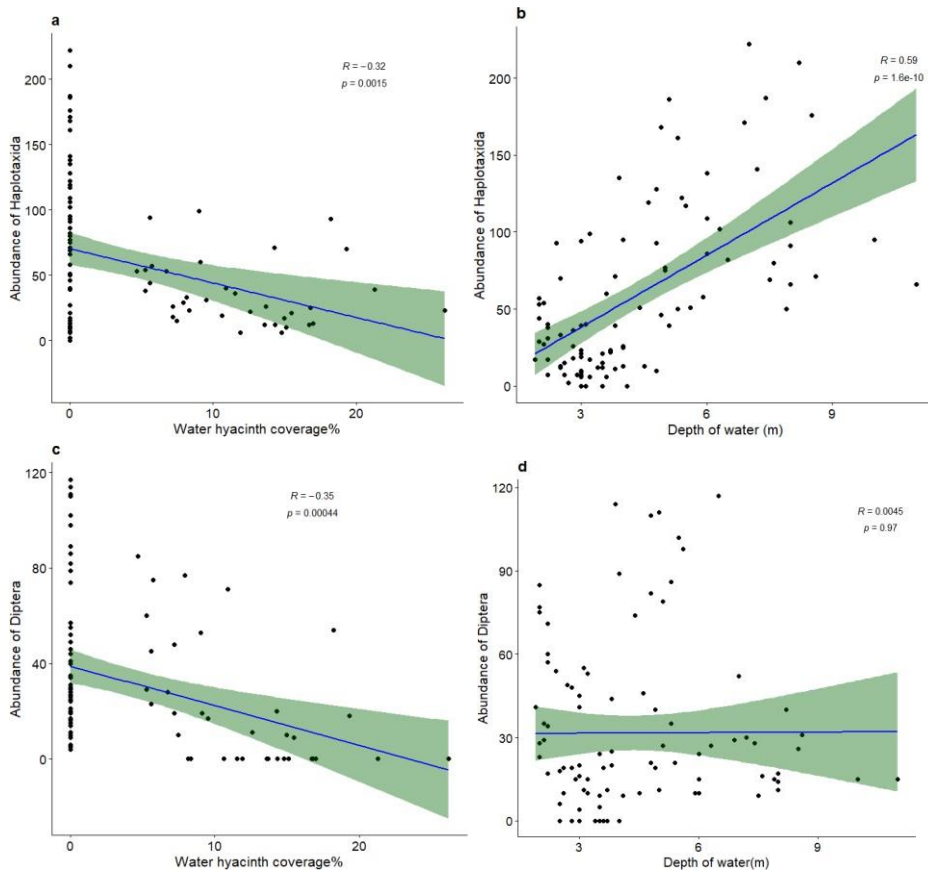 a
R = −0.32
p = 0.0015
Abundance of Haplotaxida
200
150
100
50
0
0
10
20
Water hyacinth coverage%
b
R = 0.59
p = 1.6e-10
Abundance of Haplotaxida
200
150
100
50
0
3
6
9
Depth of water (m)
c
R = −0.35
p = 0.00044
Abundance of Diptera
120
80
40
0
0
10
20
Water hyacinth coverage%
d
R = 0.0045
p = 0.97
Abundance of Diptera
120
90
60
30
0
3
6
9
Depth of water(m)